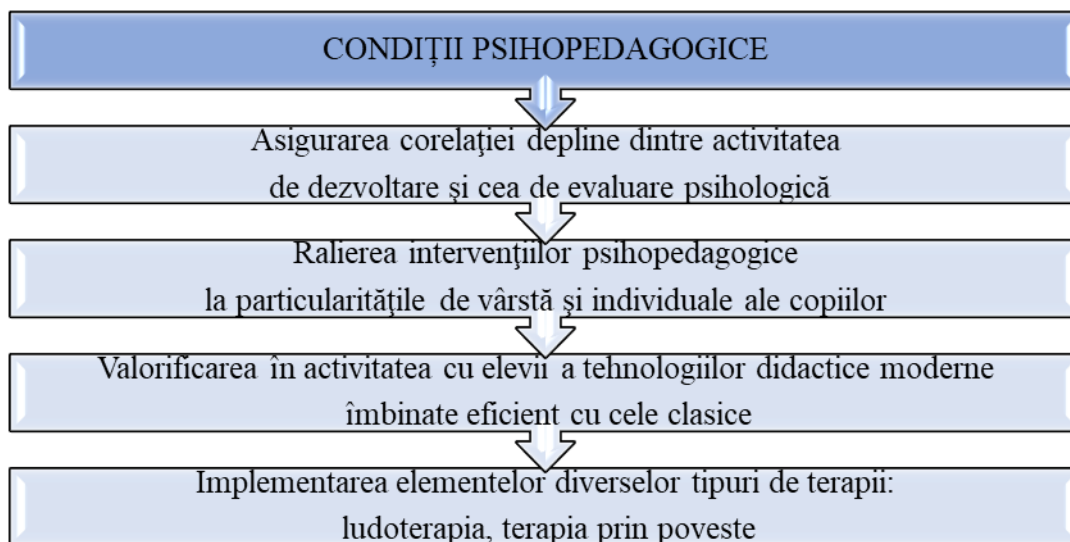 CONDIȚII PSIHOPEDAGOGICE
Asigurarea corelaţiei depline dintre activitatea
de dezvoltare şi cea de evaluare psihologică
Ralierea intervenţiilor psihopedagogice
la particularităţile de vârstă şi individuale ale copiilor
Valorificarea în activitatea cu elevii a tehnologiilor didactice moderne
îmbinate eficient cu cele clasice
Implementarea elementelor diverselor tipuri de terapii:
ludoterapia, terapia prin poveste